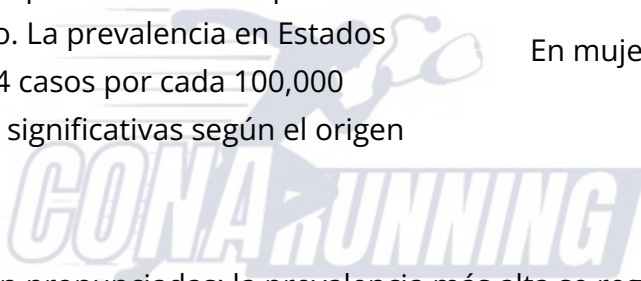 o. La prevalencia en Estados
En muje
4 casos por cada 100,000
significativas según el origen
CONARUNNING
n pronunciadas: la prevalencia más alta se reg